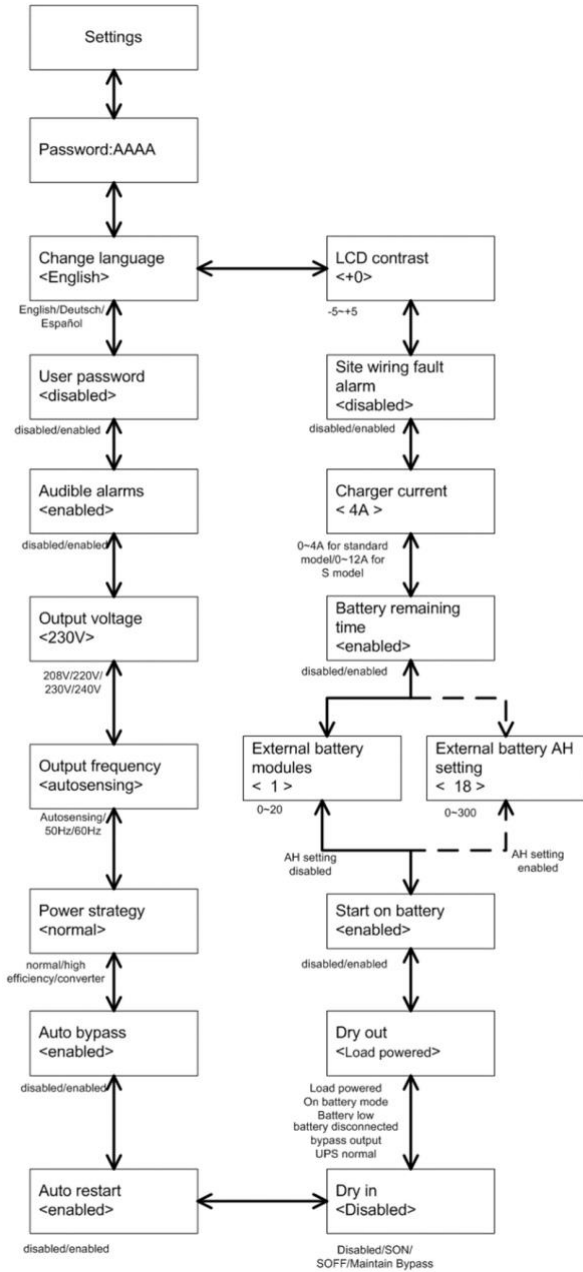 Settings
Password:AAAA
Change language
<English>
English/Deutsch/
Español
User password
<disabled>
disabled/enabled
Audible alarms
<enabled>
disabled/enabled
Output voltage
<230V>
208V/220V/
230V/240V
Output frequency
<autosensing>
Autosensing/
50Hz/60Hz
Power strategy
<normal>
normal/high
efficiency/converter
Auto bypass
<enabled>
disabled/enabled
Auto restart
<enabled>
disabled/enabled
LCD contrast
<+0>
-5~+5
Site wiring fault
alarm
<disabled>
disabled/enabled
Charger current
< 4A >
0~4A for standard
model/0~12A for
S model
Battery remaining
time
<enabled>
disabled/enabled
External battery
modules
< 1 >
0~20
External battery AH
setting
< 18 >
0~300
AH setting
disabled
AH setting
enabled
Start on battery
<enabled>
disabled/enabled
Dry out
<Load powered>
Load powered
On battery mode
Battery low
battery disconnected
bypass output
UPS normal
Dry in
<Disabled>
Disabled/SON/
SOFF/Maintain Bypass